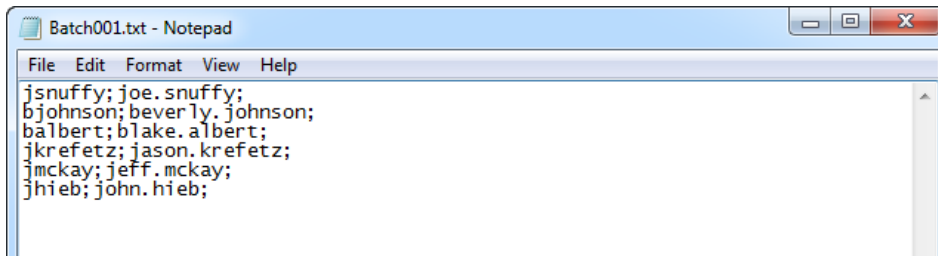 Batch001.txt - Notepad
File Edit Format View Help
jsnuffy;joe.snuffy;
bjohnson;beverly.johnson;
balbert;blake.albert;
jkrefetz;jason.krefetz;
jmckay;jeff.mckay;
jhieb;john.hieb;